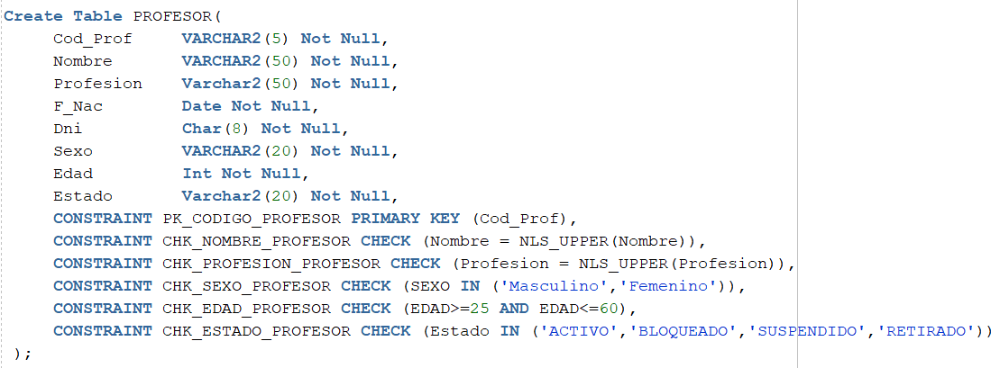 Create Table PROFESOR(
Cod_Prof VARCHAR2(5) Not Null,
Nombre VARCHAR2(50) Not Null,
Profesion Varchar2(50) Not Null,
F_Nac Date Not Null,
Dni Char(8) Not Null,
Sexo VARCHAR2(20) Not Null,
Edad Int Not Null,
Estado Varchar2(20) Not Null,
CONSTRAINT PK_CODIGO_PROFESOR PRIMARY KEY (Cod_Prof),
CONSTRAINT CHK_NOMBRE_PROFESOR CHECK (Nombre = NLS_UPPER(Nombre)),
CONSTRAINT CHK_PROFESION_PROFESOR CHECK (Profesion = NLS_UPPER(Profesion)),
CONSTRAINT CHK_SEXO_PROFESOR CHECK (SEXO IN ('Masculino','Femenino')),
CONSTRAINT CHK_EDAD_PROFESOR CHECK (EDAD>=25 AND EDAD<=60),
CONSTRAINT CHK_ESTADO_PROFESOR CHECK (Estado IN ('ACTIVO','BLOQUEADO','SUSPENDIDO','RETIRADO'))
);